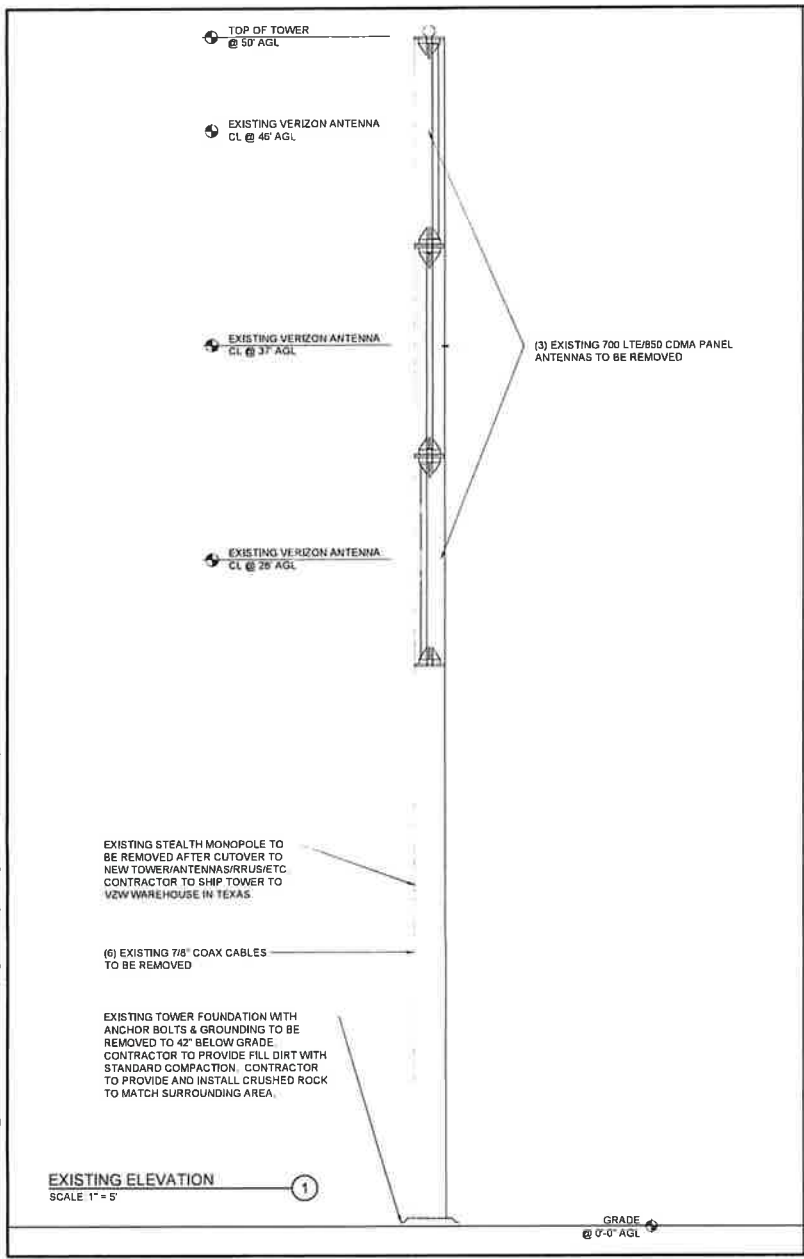 TOP OF TOWER
@ 50' AGL
EXISTING VERIZON ANTENNA
CL @ 46' AGL
EXISTING VERIZON ANTENNA
CL @ 37' AGL
(3) EXISTING 700 LTE/850 CDMA PANEL
ANTENNAS TO BE REMOVED
EXISTING VERIZON ANTENNA
CL @ 28' AGL
EXISTING STEALTH MONOPOLE TO
BE REMOVED AFTER CUTOVER TO
NEW TOWER/ANTENNAS/RRUS/ETC
CONTRACTOR TO SHIP TOWER TO
VZW WAREHOUSE IN TEXAS
(6) EXISTING 7/8" COAX CABLES
TO BE REMOVED
EXISTING TOWER FOUNDATION WITH
ANCHOR BOLTS & GROUNDING TO BE
REMOVED TO 42" BELOW GRADE.
CONTRACTOR TO PROVIDE FILL DIRT WITH
STANDARD COMPACTION. CONTRACTOR
TO PROVIDE AND INSTALL CRUSHED ROCK
TO MATCH SURROUNDING AREA.
EXISTING ELEVATION
1
SCALE 1" = 5'
GRADE
@ 0'-0" AGL